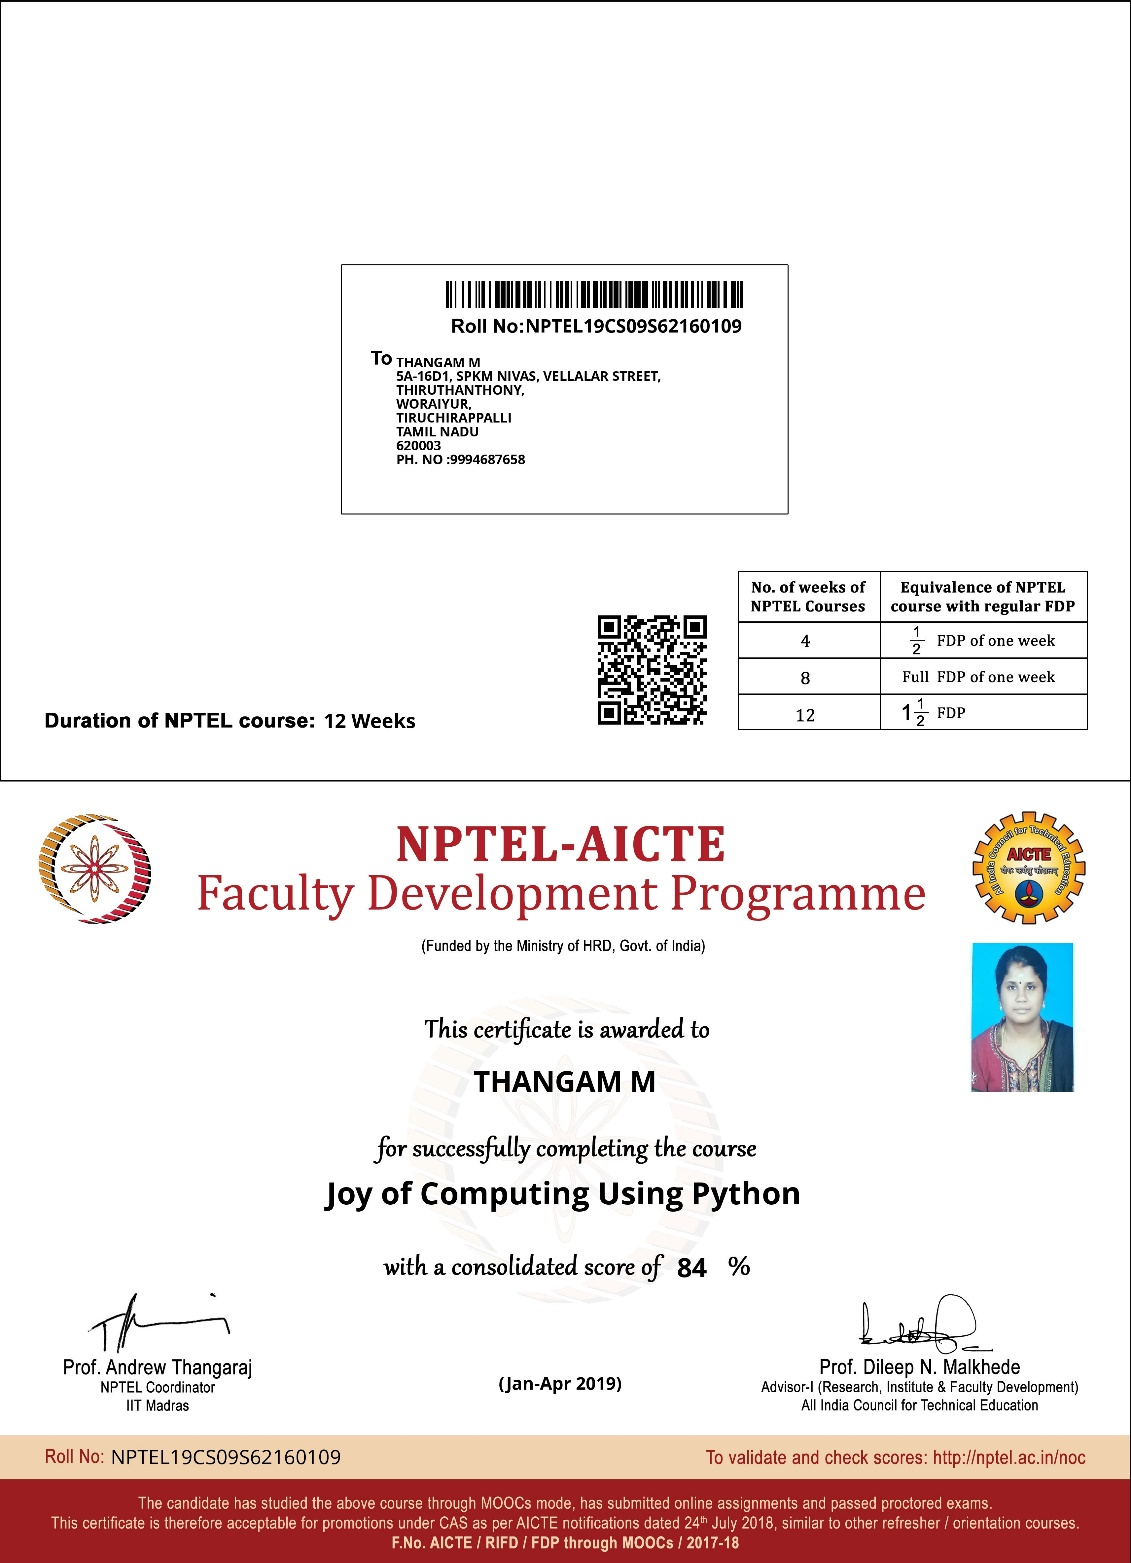 Roll No:NPTEL19CS09S62160109
To THANGAM M
5A-16D1, SPKM NIVAS, VELLALAR STREET,
THIRUTHANTHONY,
WORAIYUR,
TIRUCHIRAPPALLI
TAMIL NADU
620003
PH. NO :9994687658
No. of weeks of NPTEL Courses | Equivalence of NPTEL course with regular FDP
4 | 1/2 FDP of one week
8 | Full FDP of one week
12 | 1 1/2 FDP
Duration of NPTEL course: 12 Weeks
NPTEL-AICTE
Faculty Development Programme
All India Council for Technical Education
AICTE
(Funded by the Ministry of HRD, Govt. of India)
This certificate is awarded to
THANGAM M
for successfully completing the course
Joy of Computing Using Python
with a consolidated score of 84 %
Prof. Andrew Thangaraj
NPTEL Coordinator
IIT Madras
(Jan-Apr 2019)
Prof. Dileep N. Malkhede
Advisor-I (Research, Institute & Faculty Development)
All India Council for Technical Education
Roll No: NPTEL19CS09S62160109
To validate and check scores: http://nptel.ac.in/noc
The candidate has studied the above course through MOOCs mode, has submitted online assignments and passed proctored exams.
This certificate is therefore acceptable for promotions under CAS as per AICTE notifications dated 24th July 2018, similar to other refresher / orientation courses.
F.No. AICTE / RIFD / FDP through MOOCs / 2017-18